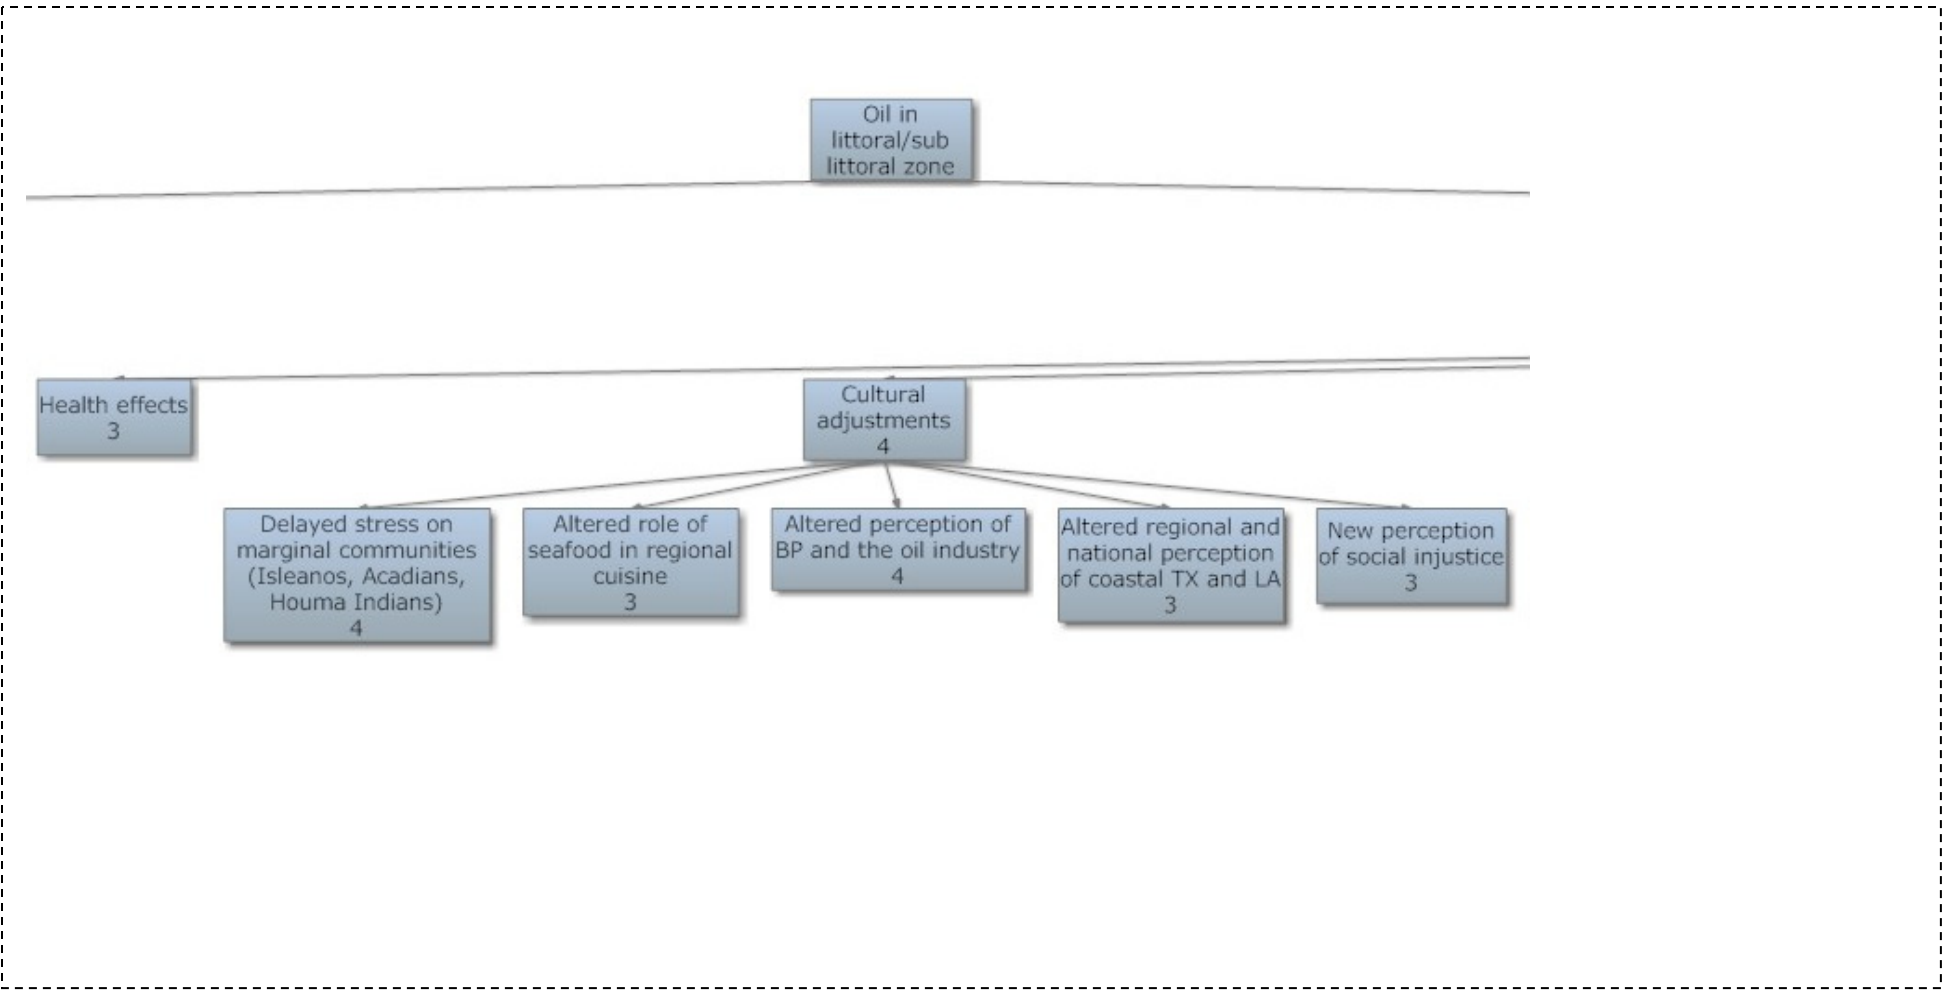 Oil in
littoral/sub
littoral zone
Health effects
3
Cultural
adjustments
4
Delayed stress on
marginal communities
(Isleanos, Acadians,
Houma Indians)
4
Altered role of
seafood in regional
cuisine
3
Altered perception of
BP and the oil industry
4
Altered regional and
national perception
of coastal TX and LA
3
New perception
of social injustice
3